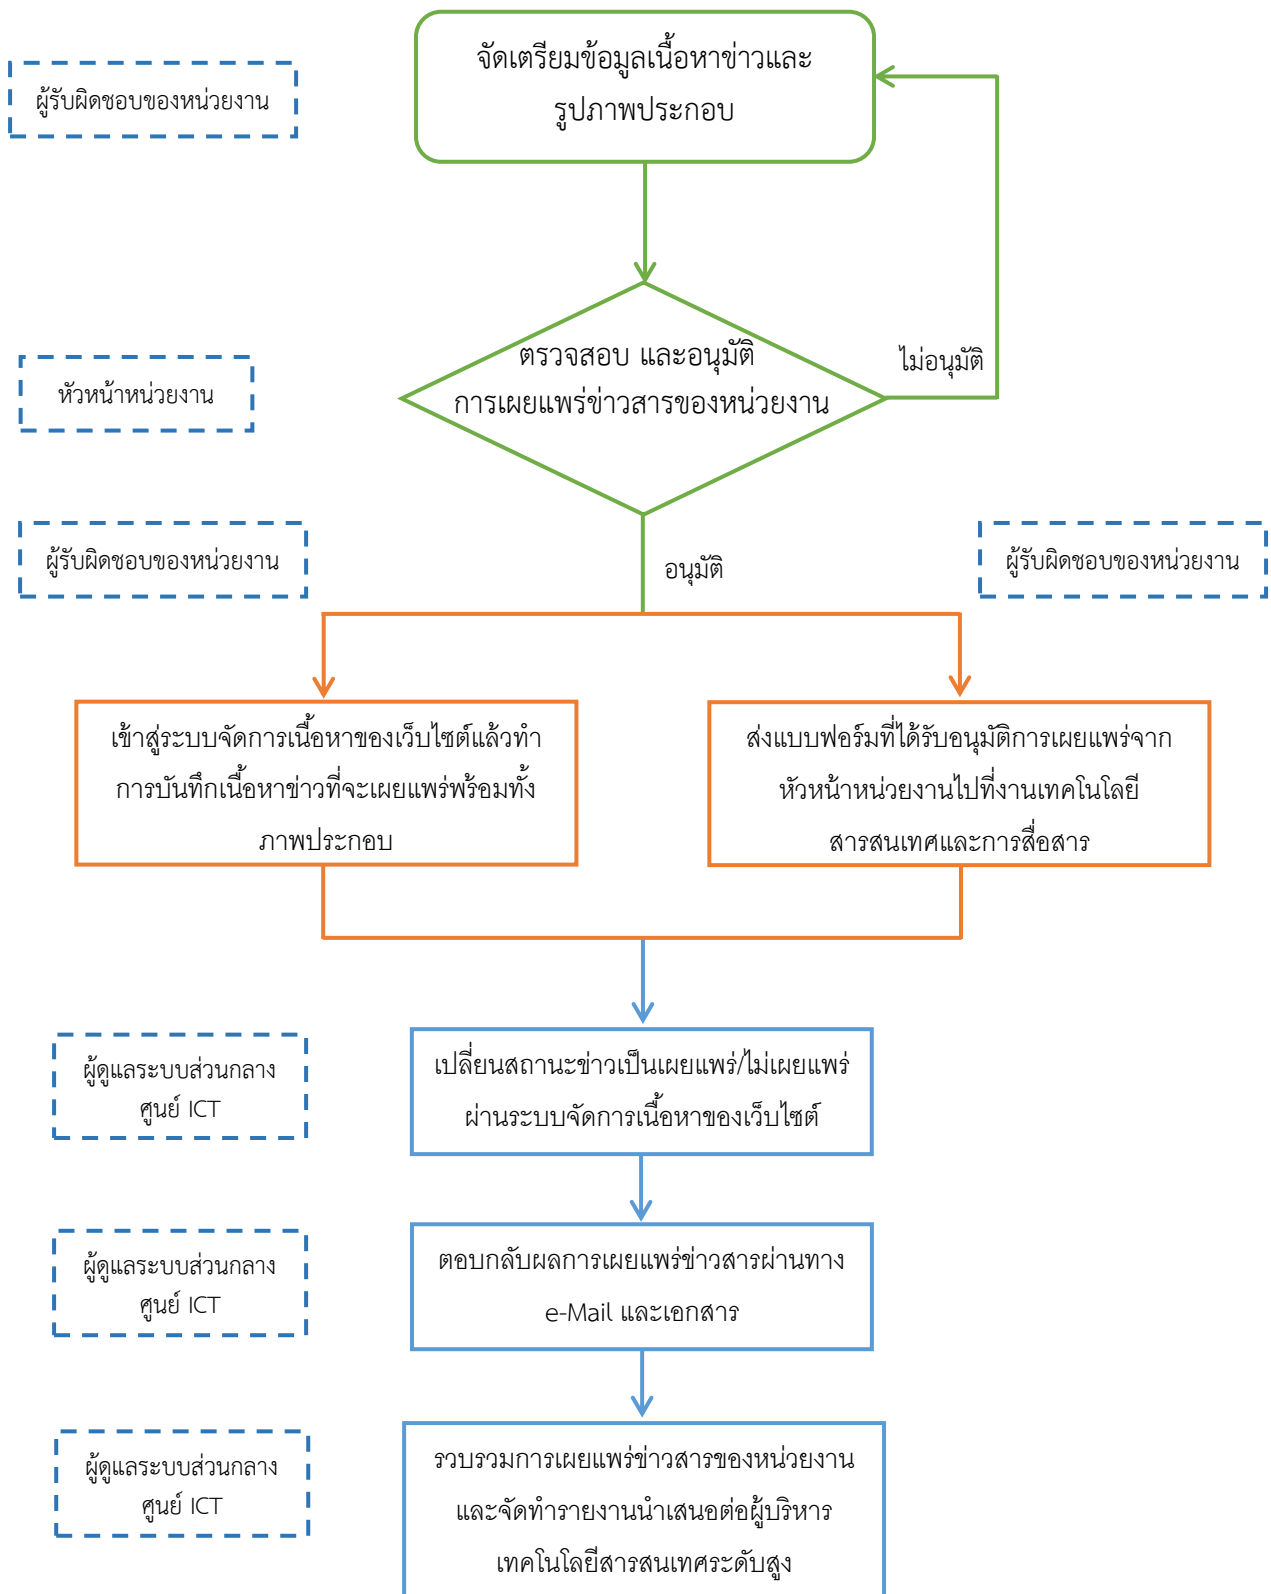 จัดเตรียมข้อมูลเนื้อหาข่าวและ
รูปภาพประกอบ
ผู้รับผิดชอบของหน่วยงาน
ตรวจสอบ และอนุมัติ
การเผยแพร่ข่าวสารของหน่วยงาน
ไม่อนุมัติ
หัวหน้าหน่วยงาน
ผู้รับผิดชอบของหน่วยงาน
อนุมัติ
ผู้รับผิดชอบของหน่วยงาน
เข้าสู่ระบบจัดการเนื้อหาของเว็บไซต์แล้วทำ
การบันทึกเนื้อหาข่าวที่จะเผยแพร่พร้อมทั้ง
ภาพประกอบ
ส่งแบบฟอร์มที่ได้รับอนุมัติการเผยแพร่จาก
หัวหน้าหน่วยงานไปที่งานเทคโนโลยี
สารสนเทศและการสื่อสาร
ผู้ดูแลระบบส่วนกลาง
ศูนย์ ICT
เปลี่ยนสถานะข่าวเป็นเผยแพร่/ไม่เผยแพร่
ผ่านระบบจัดการเนื้อหาของเว็บไซต์
ผู้ดูแลระบบส่วนกลาง
ศูนย์ ICT
ตอบกลับผลการเผยแพร่ข่าวสารผ่านทาง
e-Mail และเอกสาร
ผู้ดูแลระบบส่วนกลาง
ศูนย์ ICT
รวบรวมการเผยแพร่ข่าวสารของหน่วยงาน
และจัดทำรายงานนำเสนอต่อผู้บริหาร
เทคโนโลยีสารสนเทศระดับสูง